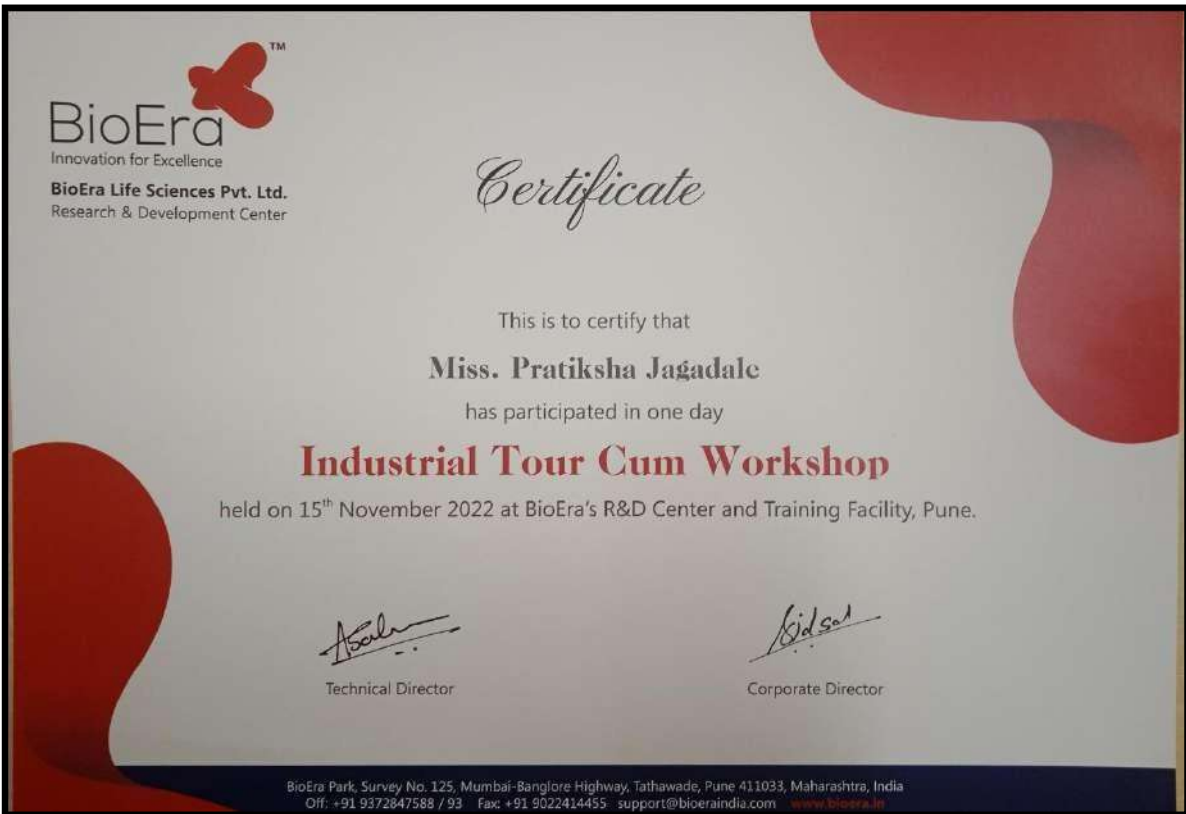 TM
BioEra
Innovation for Excellence
BioEra Life Sciences Pvt. Ltd.
Research & Development Center
Certificate
This is to certify that
Miss. Pratiksha Jagadale
has participated in one day
Industrial Tour Cum Workshop
held on 15th November 2022 at BioEra's R&D Center and Training Facility, Pune.
Technical Director
Corporate Director
BioEra Park, Survey No. 125, Mumbai-Banglore Highway, Tathawade, Pune 411033, Maharashtra, India
Off: +91 9372847588 / 93 Fax: +91 9022414455 support@bioeraindia.com www.bioera.in